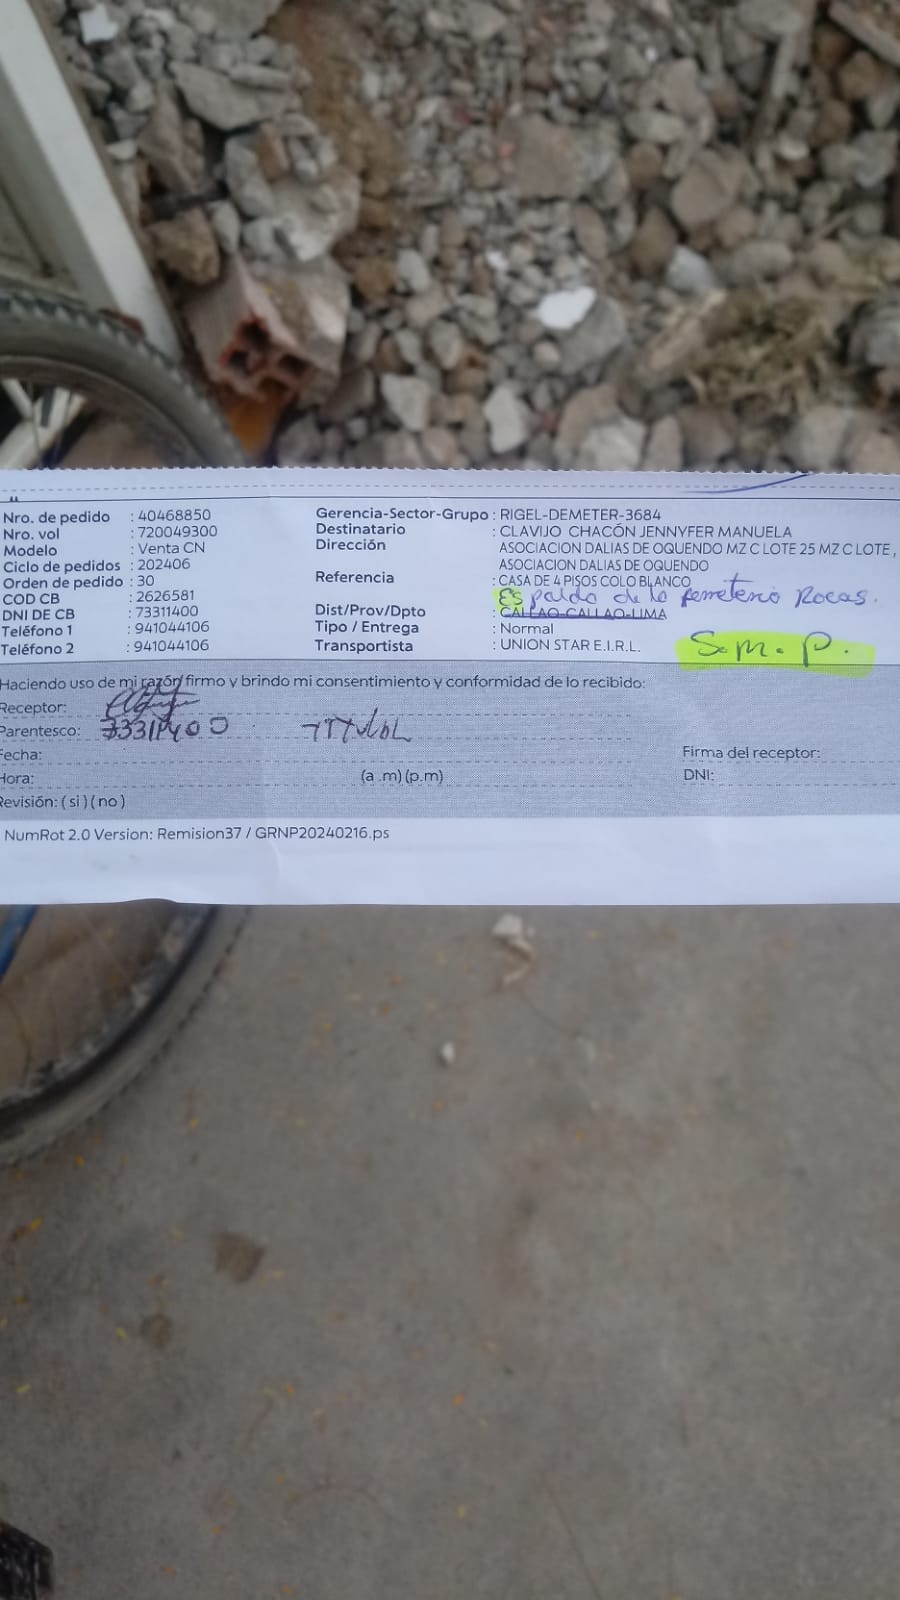 Nro. de pedido : 40468850
Nro. vol : 720049300
Modelo : Venta CN
Ciclo de pedidos : 202406
Orden de pedido : 30
COD CB : 2626581
DNI DE CB : 73311400
Teléfono 1 : 941044106
Teléfono 2 : 941044106
Gerencia-Sector-Grupo : RIGEL-DEMETER-3684
Destinatario : CLAVIJO CHACÓN JENNYFER MANUELA
Dirección ASOCIACION DALIAS DE OQUENDO MZ C LOTE 25 MZ C LOTE ,
ASOCIACION DALIAS DE OQUENDO
Referencia : CASA DE 4 PISOS COLO BLANCO
Es paldo de la ferreterio Rocas.
Dist/Prov/Dpto : CALLAO-CALLAO-LIMA
Tipo / Entrega : Normal
Transportista : UNION STAR E.I.R.L.
S.M.P.
Haciendo uso de mi razón firmo y brindo mi consentimiento y conformidad de lo recibido:
Receptor:
Parentesco: 73311400
Fecha:
Hora: (a .m) (p.m)
Revisión: ( si ) ( no )
Firma del receptor:
DNI:
NumRot 2.0 Version: Remision37 / GRNP20240216.ps